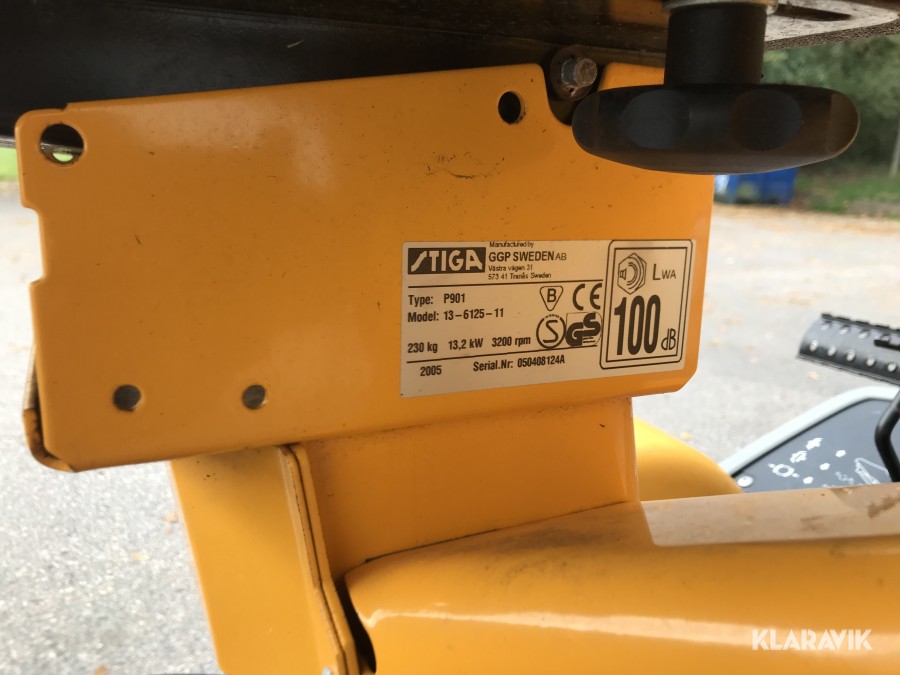 STIGA
Manufactured by
GGP SWEDEN AB
Västra vägen 31
573 41 Tranås Sweden
Type: P901
Model: 13-6125-11
230 kg 13,2 kW 3200 rpm
2005 Serial.Nr: 050408124A
B CE
S GS
LWA
100 dB
KLARAVIK